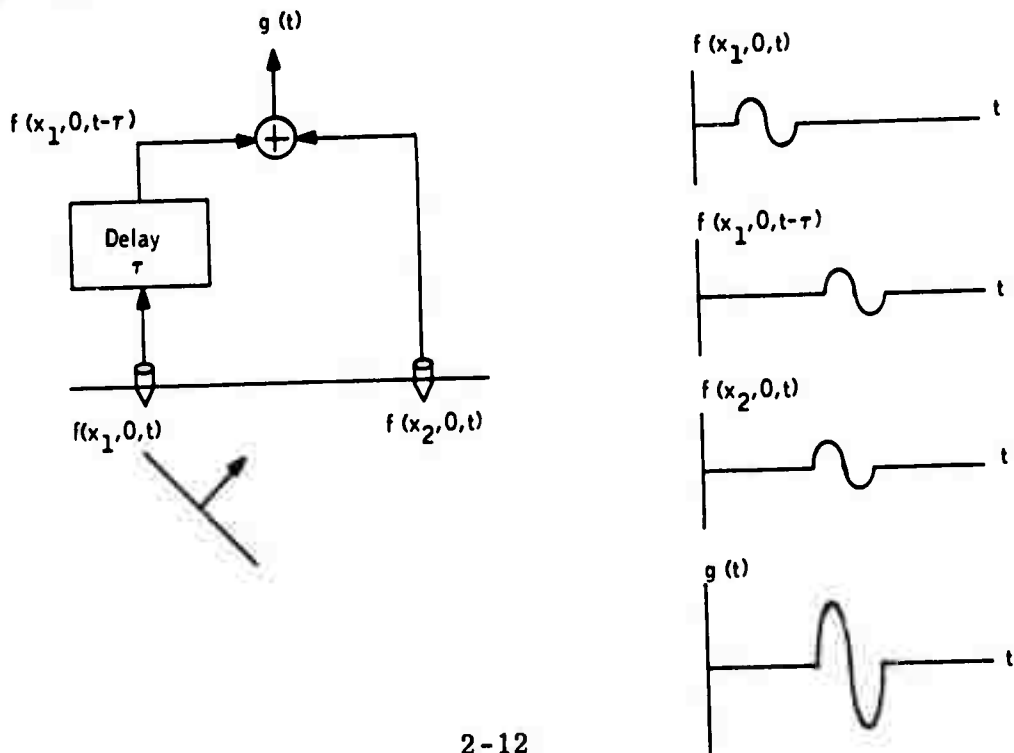 g (t)
f (x₁,0,t-τ)
Delay
τ
f(x₁,0,t)
f (x₂,0,t)
f (x₁,0,t)
t
f (x₁,0,t-τ)
t
f (x₂,0,t)
t
g (t)
t
2-12